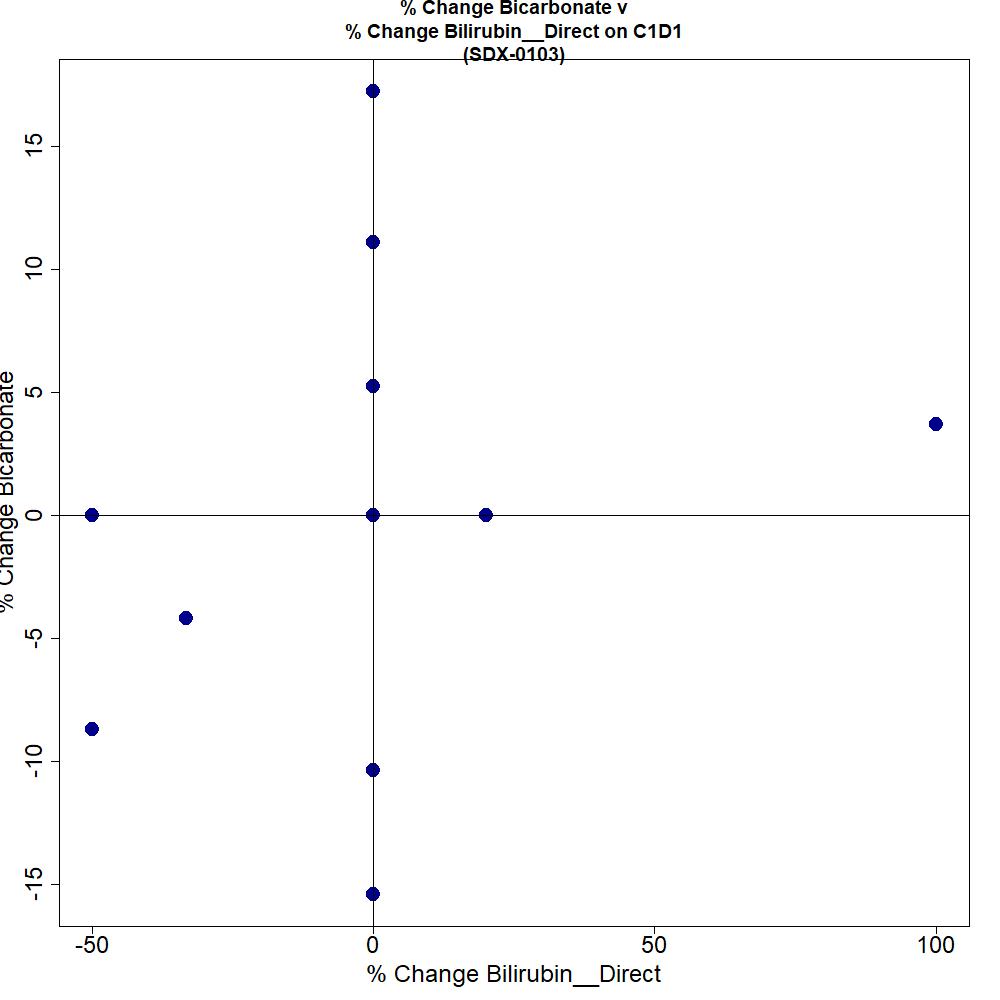 % Change Bicarbonate v
% Change Bilirubin__Direct on C1D1
(SDX-0103)
% Change Bicarbonate
15
10
5
0
-5
-10
-15
-50
0
50
100
% Change Bilirubin__Direct